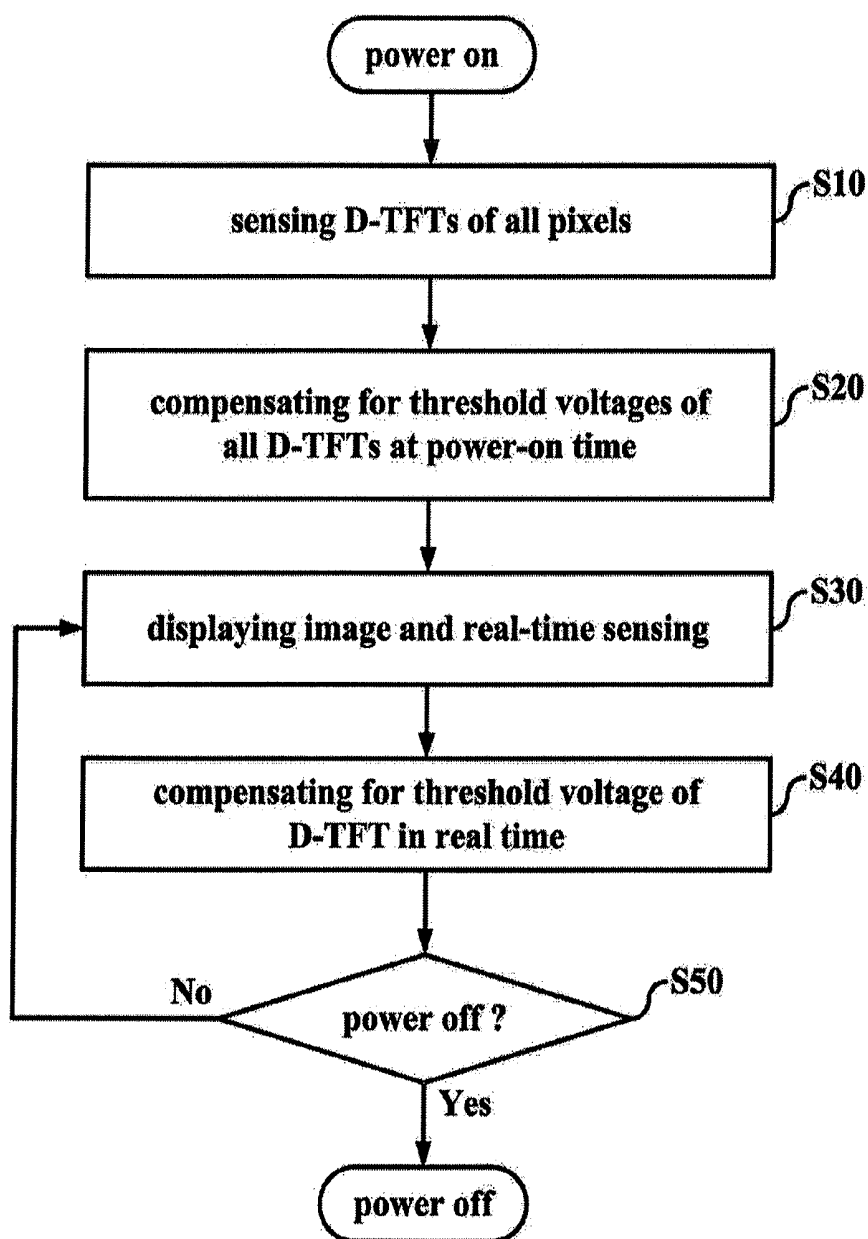 power on
S10
sensing D-TFTs of all pixels
S20
compensating for threshold voltages of
all D-TFTs at power-on time
S30
displaying image and real-time sensing
S40
compensating for threshold voltage of
D-TFT in real time
S50
No
power off ?
Yes
power off